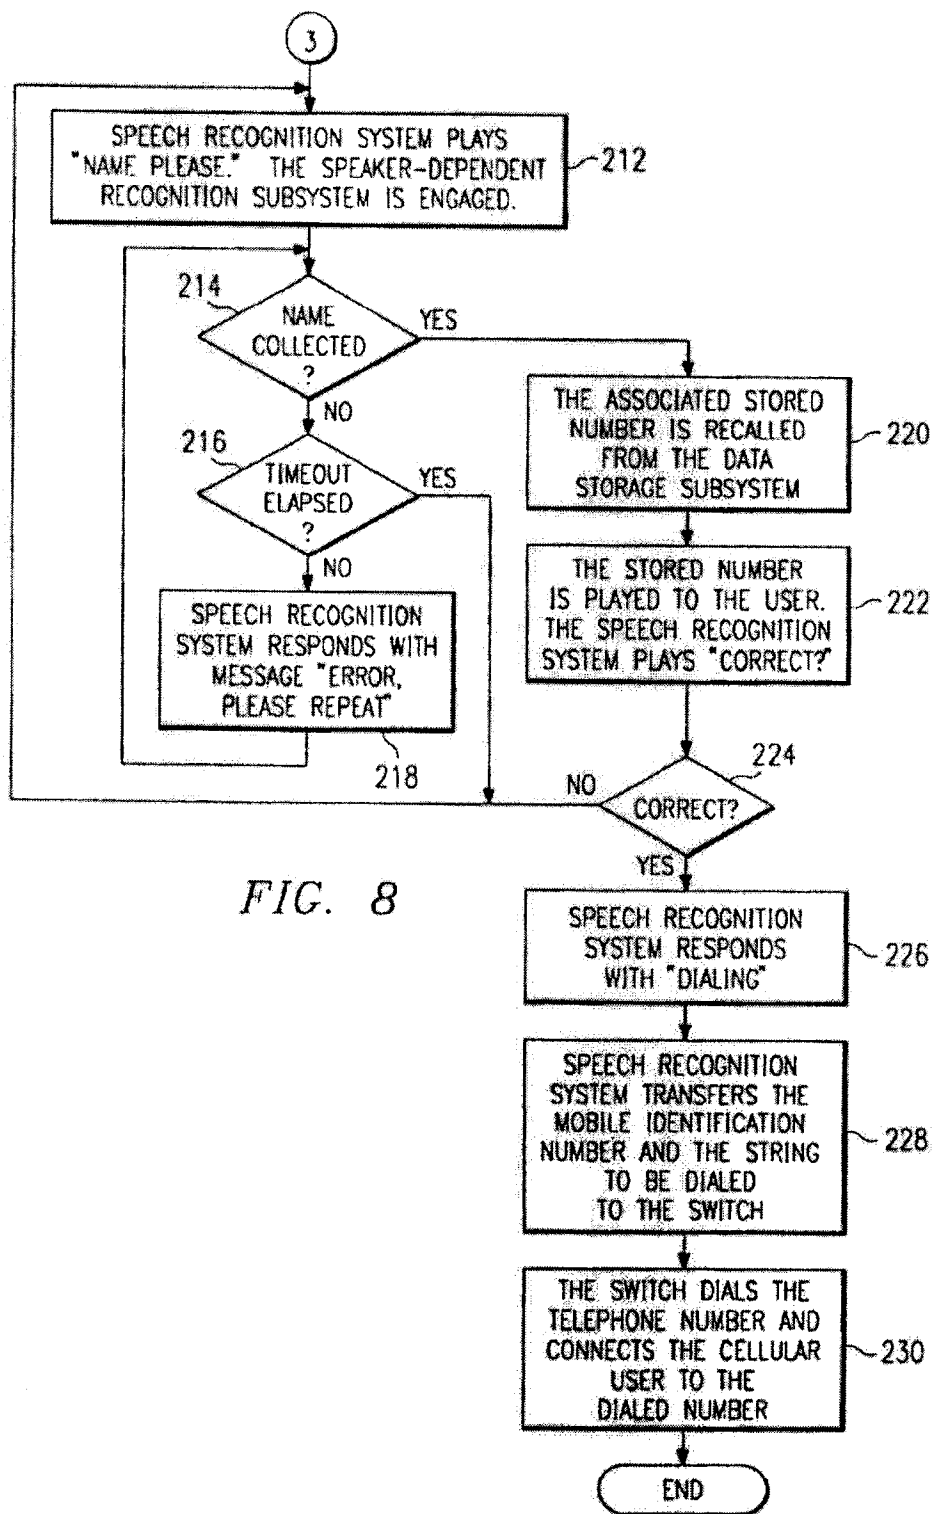 3
SPEECH RECOGNITION SYSTEM PLAYS
"NAME PLEASE." THE SPEAKER-DEPENDENT
RECOGNITION SUBSYSTEM IS ENGAGED.
212
214
NAME
COLLECTED
?
YES
NO
216
TIMEOUT
ELAPSED
?
YES
NO
SPEECH RECOGNITION
SYSTEM RESPONDS WITH
MESSAGE "ERROR,
PLEASE REPEAT"
218
THE ASSOCIATED STORED
NUMBER IS RECALLED
FROM THE DATA
STORAGE SUBSYSTEM
220
THE STORED NUMBER
IS PLAYED TO THE USER.
THE SPEECH RECOGNITION
SYSTEM PLAYS "CORRECT?"
222
224
NO
CORRECT?
YES
FIG. 8
SPEECH RECOGNITION
SYSTEM RESPONDS
WITH "DIALING"
226
SPEECH RECOGNITION
SYSTEM TRANSFERS THE
MOBILE IDENTIFICATION
NUMBER AND THE STRING
TO BE DIALED
TO THE SWITCH
228
THE SWITCH DIALS THE
TELEPHONE NUMBER AND
CONNECTS THE CELLULAR
USER TO THE
DIALED NUMBER
230
END